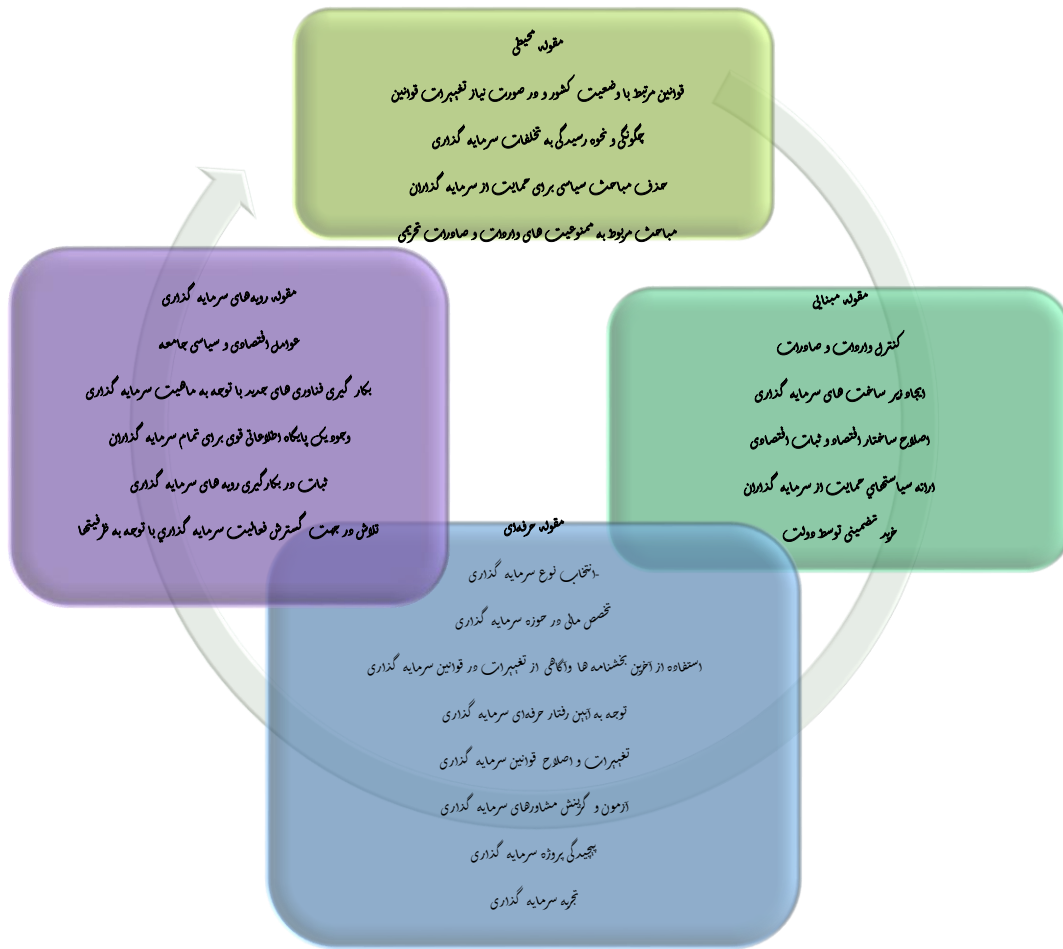 مقوله محیطی
قوانین مرتبط با وضعیت کشور و در صورت نیاز تغییرات قوانین
چگونگی و نحوه رسیدگی به تخلفات سرمایه گذاری
حذف مباحث سیاسی برای حمایت از سرمایه گذاران
مباحث مربوط به ممنوعیت های واردات و صادرات تحریمی
مقوله مبنایی
کنترل واردات و صادرات
ایجاد زیر ساخت های سرمایه گذاری
اصلاح ساختار اقتصاد و ثبات اقتصادی
ارائه سیاستهاي حمایت از سرمایه گذاران
خرید تضمینی توسط دولت
مقوله حرفه‌ای
-انتخاب نوع سرمایه گذاری
تخصص مالی در حوزه سرمایه گذاری
استفاده از آخرین بخشنامه ها وآگاهی از تغییرات در قوانین سرمایه گذاری
توجه به آیین رفتار حرفه‌ای سرمایه گذاری
تغییرات و اصلاح قوانین سرمایه گذاری
آزمون و گزینش مشاورهای سرمایه گذاری
پیچیدگی پروژه سرمایه گذاری
تجربه سرمایه گذاری
مقوله رویه‌های سرمایه گذاری
عوامل اقتصادی و سیاسی جامعه
بکار گیری فناوری های جدید با توجه به ماهیت سرمایه گذاری
وجود یک پایگاه اطلاعاتی قوی برای تمام سرمایه گذاران
ثبات در بکارگیری رویه های سرمایه گذاری
تلاش در جهت گسترش فعالیت سرمایه گذاري با توجه به ظرفیتها